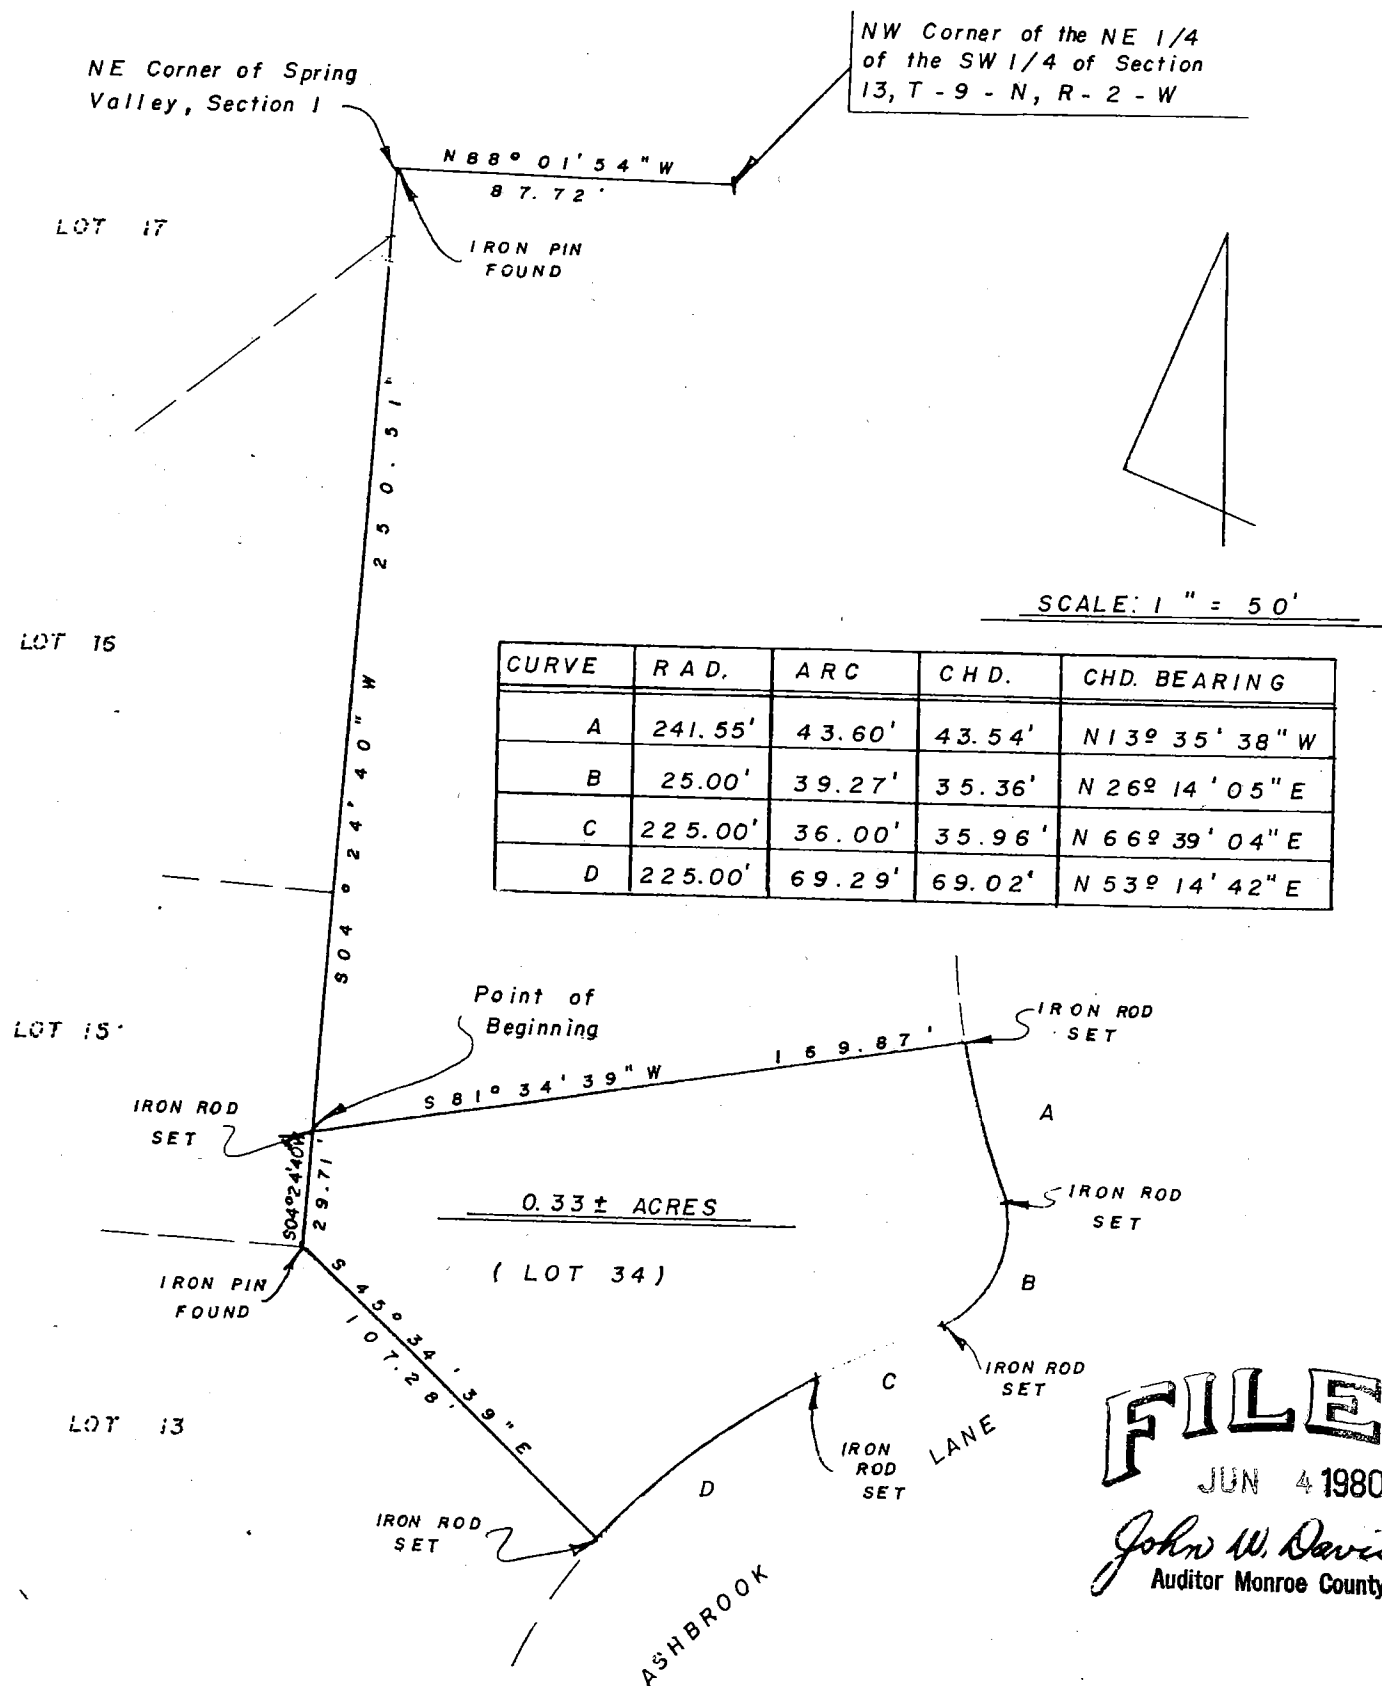 NW Corner of the NE 1/4
of the SW 1/4 of Section
13, T - 9 - N, R - 2 - W
NE Corner of Spring
Valley, Section 1
N 88° 01' 54" W
87.72'
LOT 17
IRON PIN
FOUND
250.51'
S04° 24' 40" W
SCALE: 1" = 50'
LOT 16
CURVE RAD. ARC CHD. CHD. BEARING
A 241.55' 43.60' 43.54' N13º 35' 38" W
B 25.00' 39.27' 35.36' N 26º 14' 05" E
C 225.00' 36.00' 35.96' N 66º 39' 04" E
D 225.00' 69.29' 69.02' N 53º 14' 42" E
Point of
Beginning
LOT 15
IRON ROD
SET
S 81° 34' 39" W
169.87'
A
IRON ROD
SET
S04°24'40"W
29.71'
0.33± ACRES
IRON ROD
SET
(LOT 34)
B
IRON PIN
FOUND
S 45° 34' 39" E
107.28'
IRON ROD
SET
C
LOT 13
IRON
ROD
SET
LANE
D
IRON ROD
SET
ASHBROOK
FILE
JUN 4 1980
John W. Davis
Auditor Monroe County